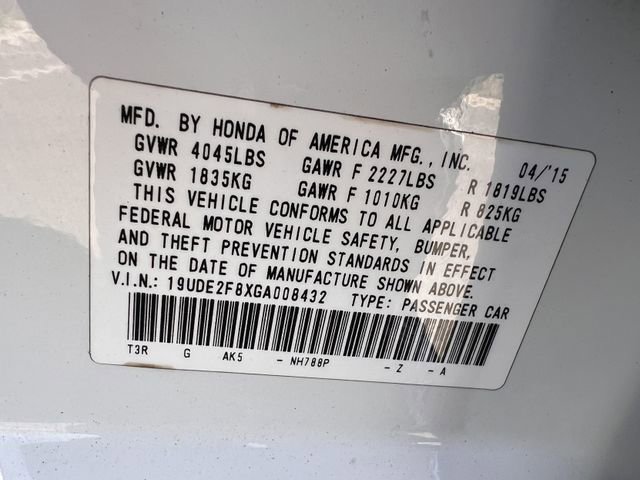 MFD. BY HONDA OF AMERICA MFG., INC. 04/'15
GVWR 4045LBS GAWR F 2227LBS R 1819LBS
GVWR 1835KG GAWR F 1010KG R 825KG
THIS VEHICLE CONFORMS TO ALL APPLICABLE
FEDERAL MOTOR VEHICLE SAFETY, BUMPER,
AND THEFT PREVENTION STANDARDS IN EFFECT
ON THE DATE OF MANUFACTURE SHOWN ABOVE.
V.I.N.: 19UDE2F8XGA008432 TYPE: PASSENGER CAR
T3R G AK5 - NH788P - Z - A